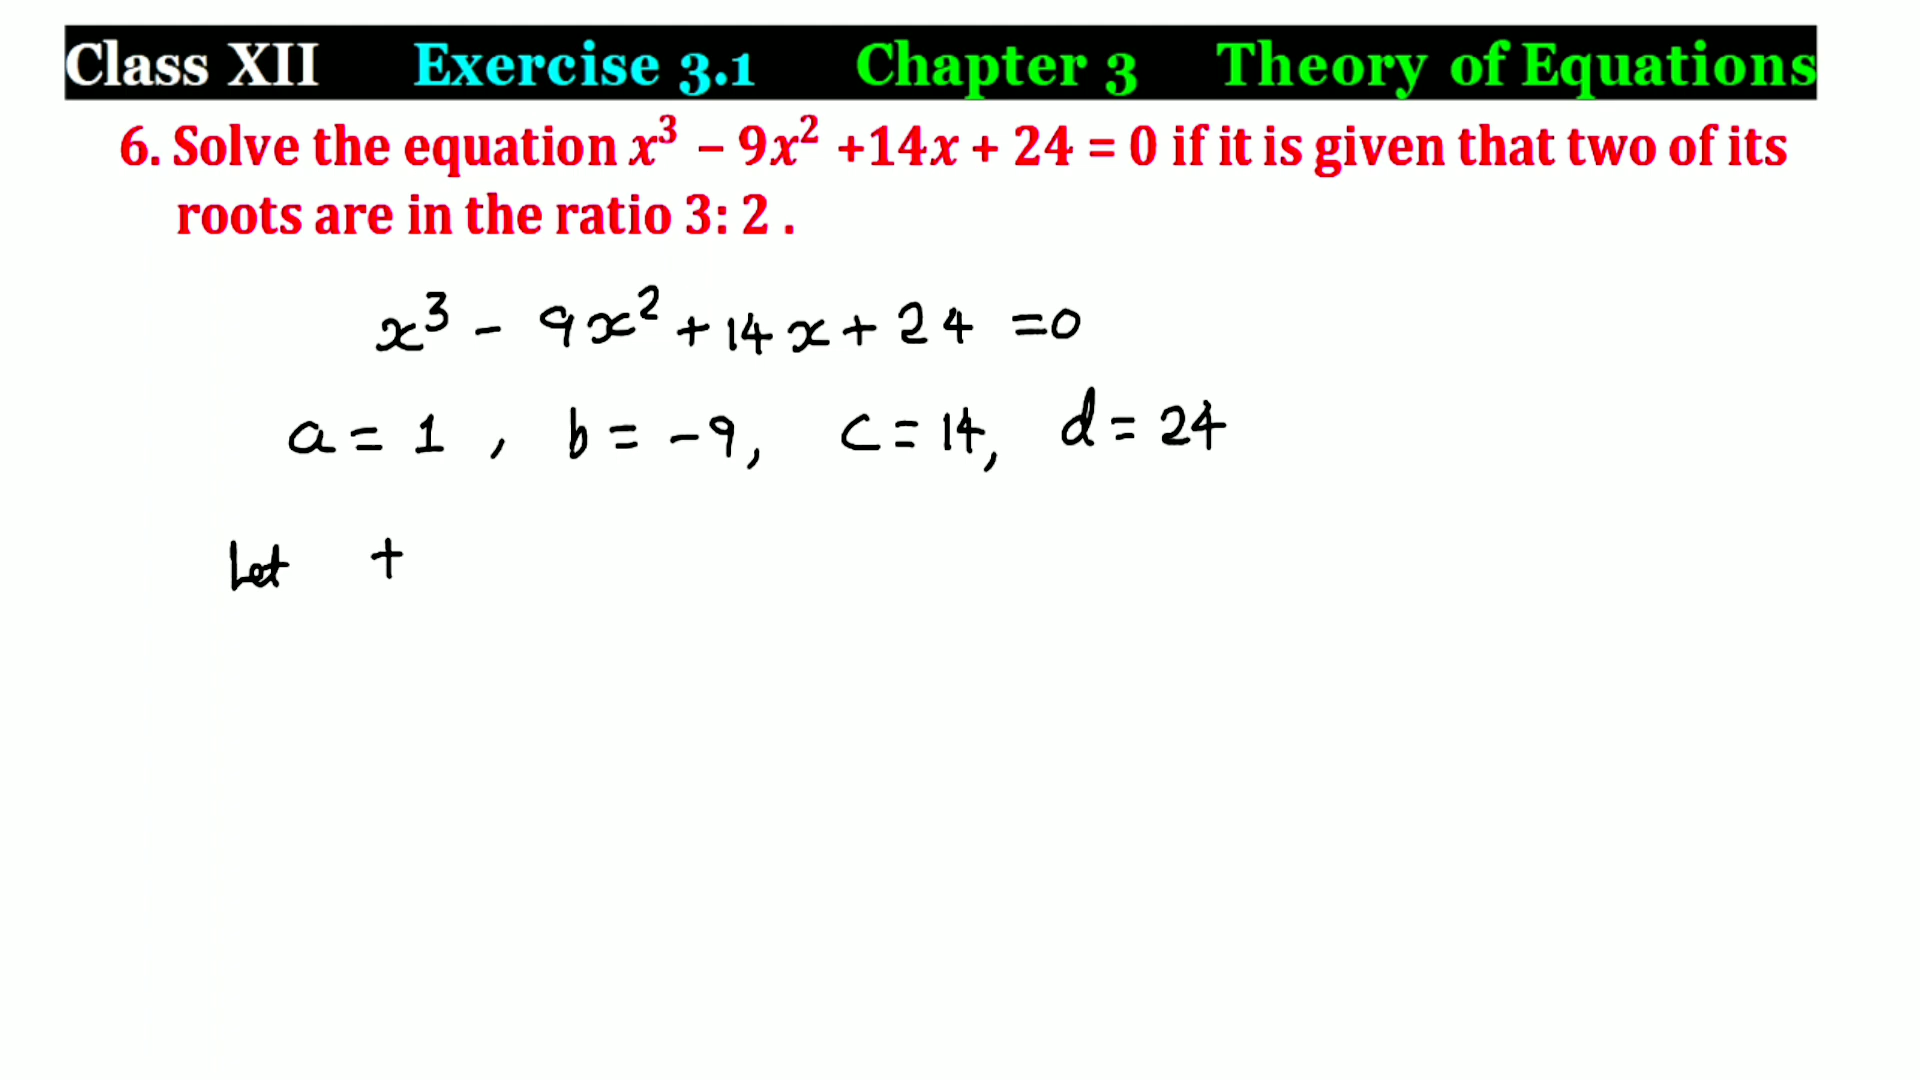 Class XII Exercise 3.1 Chapter 3 Theory of Equations
6. Solve the equation x³ – 9x² +14x + 24 = 0 if it is given that two of its
roots are in the ratio 3: 2 .
x³ - 9x² + 14x + 24 = 0
a = 1 , b = -9, c = 14, d = 24
Let t